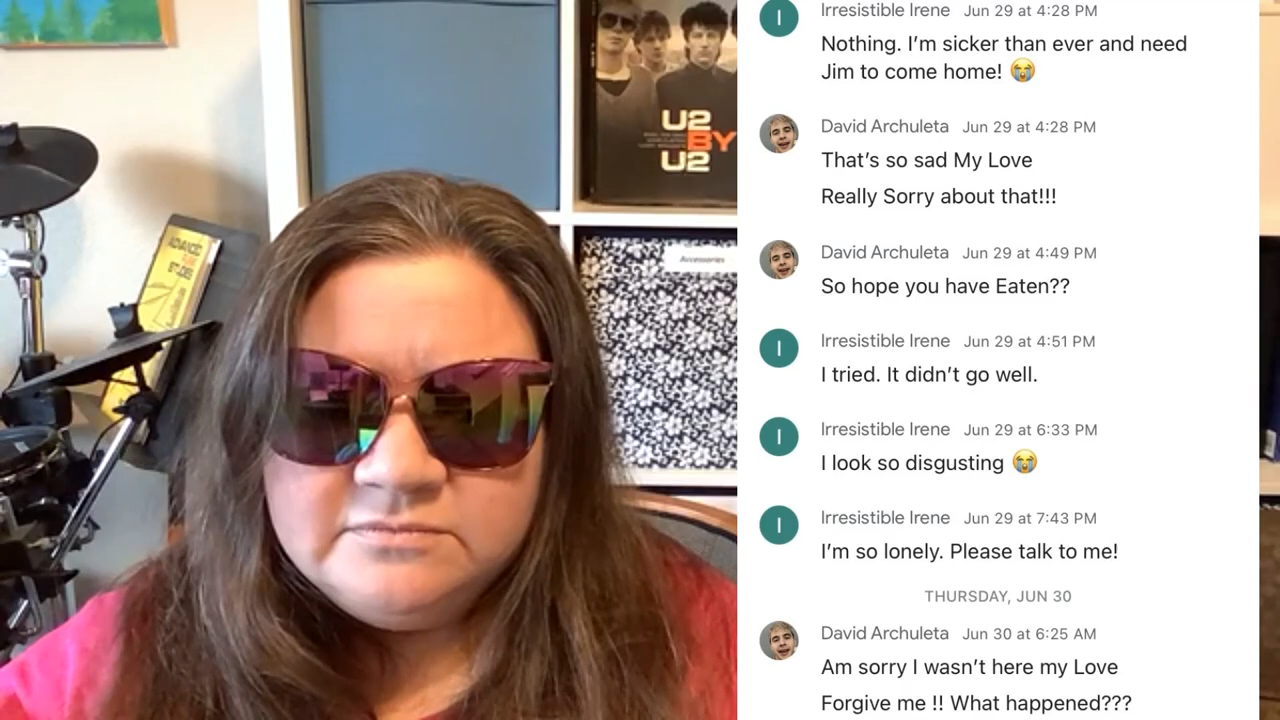 U2
BY
U2
ADVANCED
FUNK
STUDIES
Accessories
I
Irresistible Irene Jun 29 at 4:28 PM
Nothing. I’m sicker than ever and need
Jim to come home! 😭
David Archuleta Jun 29 at 4:28 PM
That’s so sad My Love
Really Sorry about that!!!
David Archuleta Jun 29 at 4:49 PM
So hope you have Eaten??
I
Irresistible Irene Jun 29 at 4:51 PM
I tried. It didn’t go well.
I
Irresistible Irene Jun 29 at 6:33 PM
I look so disgusting 😭
I
Irresistible Irene Jun 29 at 7:43 PM
I’m so lonely. Please talk to me!
THURSDAY, JUN 30
David Archuleta Jun 30 at 6:25 AM
Am sorry I wasn’t here my Love
Forgive me !! What happened???